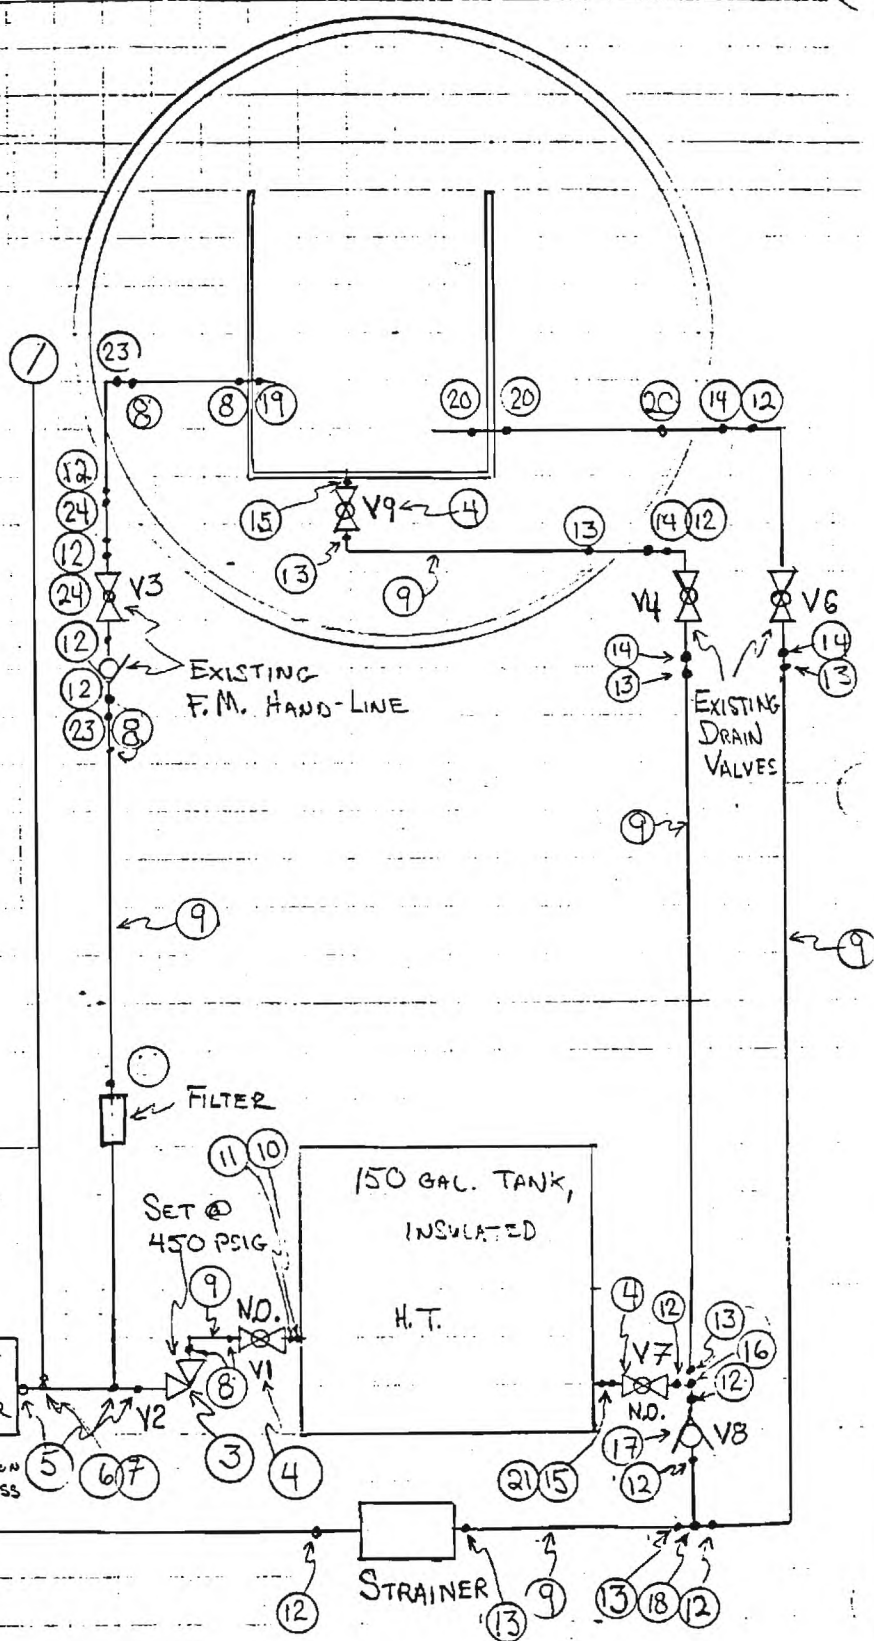 1
23
8
8
19
20
20
20
14
12
12
24
12
24
V3
15
V9
4
13
9
13
14
12
V4
V6
12
12
23
8
EXISTING
F.M. HAND-LINE
14
13
EXISTING
DRAIN
VALVES
14
13
9
9
9
FILTER
11
10
150 GAL. TANK,
INSULATED
H.T.
SET @
450 PSIG
9
N.O.
V1
8
4
12
V7
N.O.
13
16
12
V2
3
4
5
6
7
21
15
17
V8
12
12
STRAINER
13
9
13
18
12